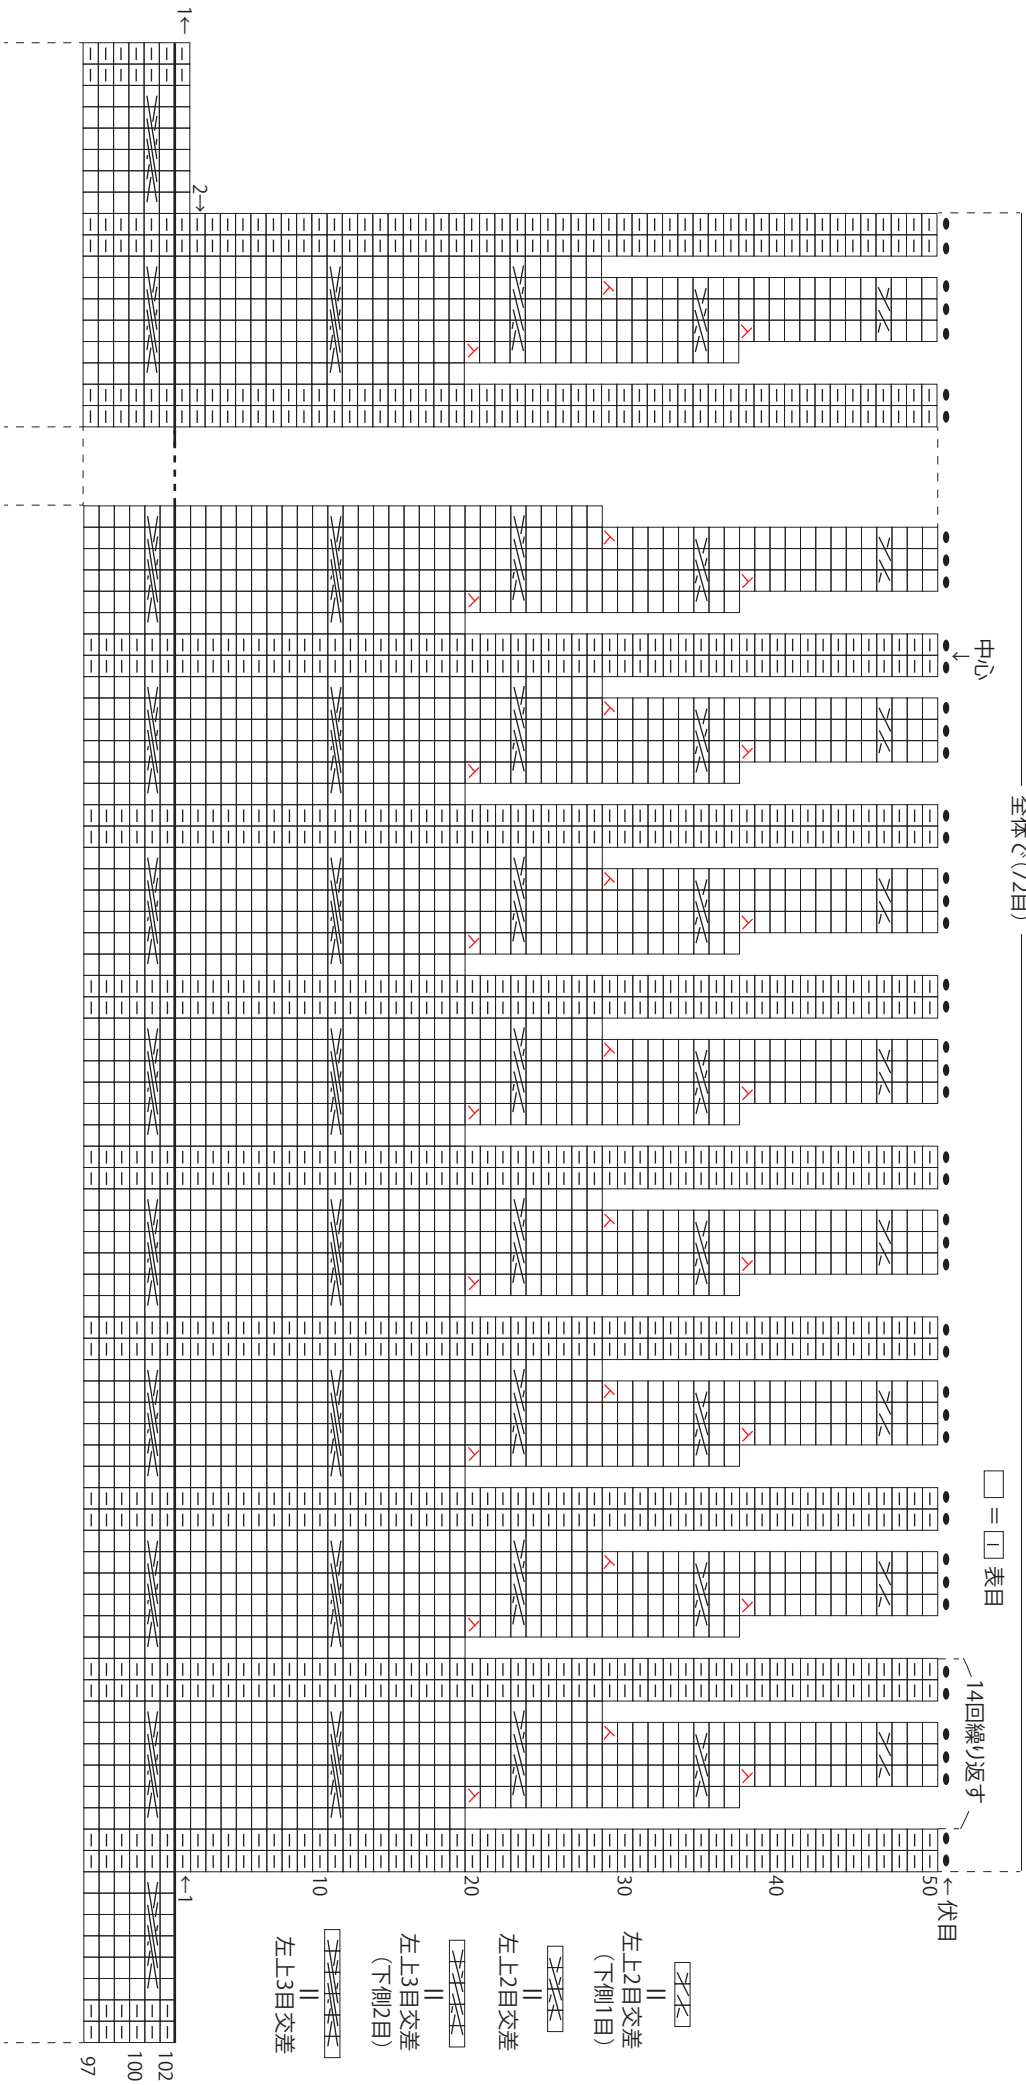 全体で(72目)
中心
↓
14回繰り返す
□=▯ 表目
←伏目
50
40
30
20
10
←1
2→
1←
102
100
97
左上2目交差
(下側1目)
左上2目交差
左上3目交差
(下側2目)
左上3目交差